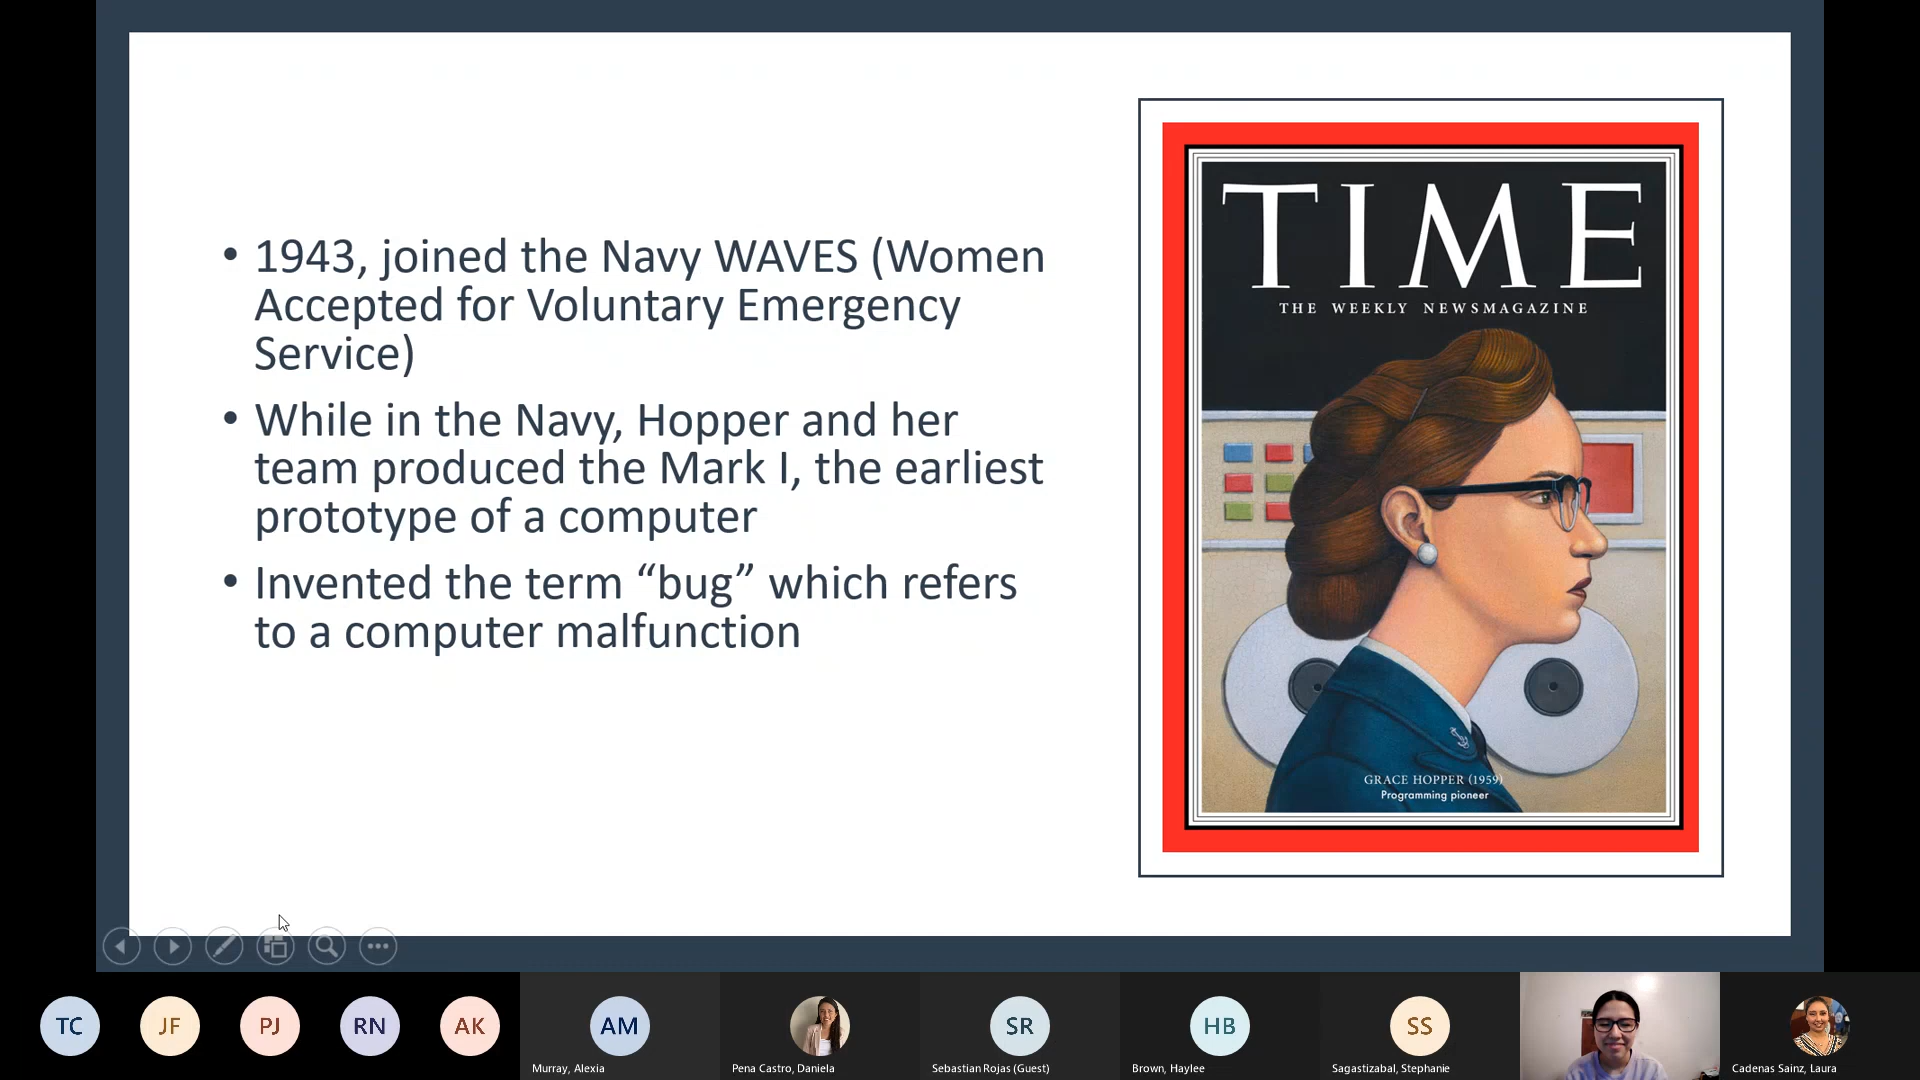 • 1943, joined the Navy WAVES (Women
Accepted for Voluntary Emergency
Service)
• While in the Navy, Hopper and her
team produced the Mark I, the earliest
prototype of a computer
• Invented the term “bug” which refers
to a computer malfunction
TIME
THE WEEKLY NEWSMAGAZINE
GRACE HOPPER (1959)
Programming pioneer
TC
JF
PJ
RN
AK
AM
Murray, Alexia
Pena Castro, Daniela
SR
Sebastian Rojas (Guest)
HB
Brown, Haylee
SS
Sagastizabal, Stephanie
Cadenas Sainz, Laura